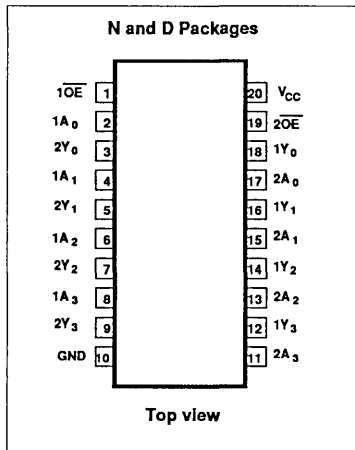 N and D Packages
1O̅E̅ 1 20 VCC
1A0 2 19 2O̅E̅
2Y0 3 18 1Y0
1A1 4 17 2A0
2Y1 5 16 1Y1
1A2 6 15 2A1
2Y2 7 14 1Y2
1A3 8 13 2A2
2Y3 9 12 1Y3
GND 10 11 2A3
Top view